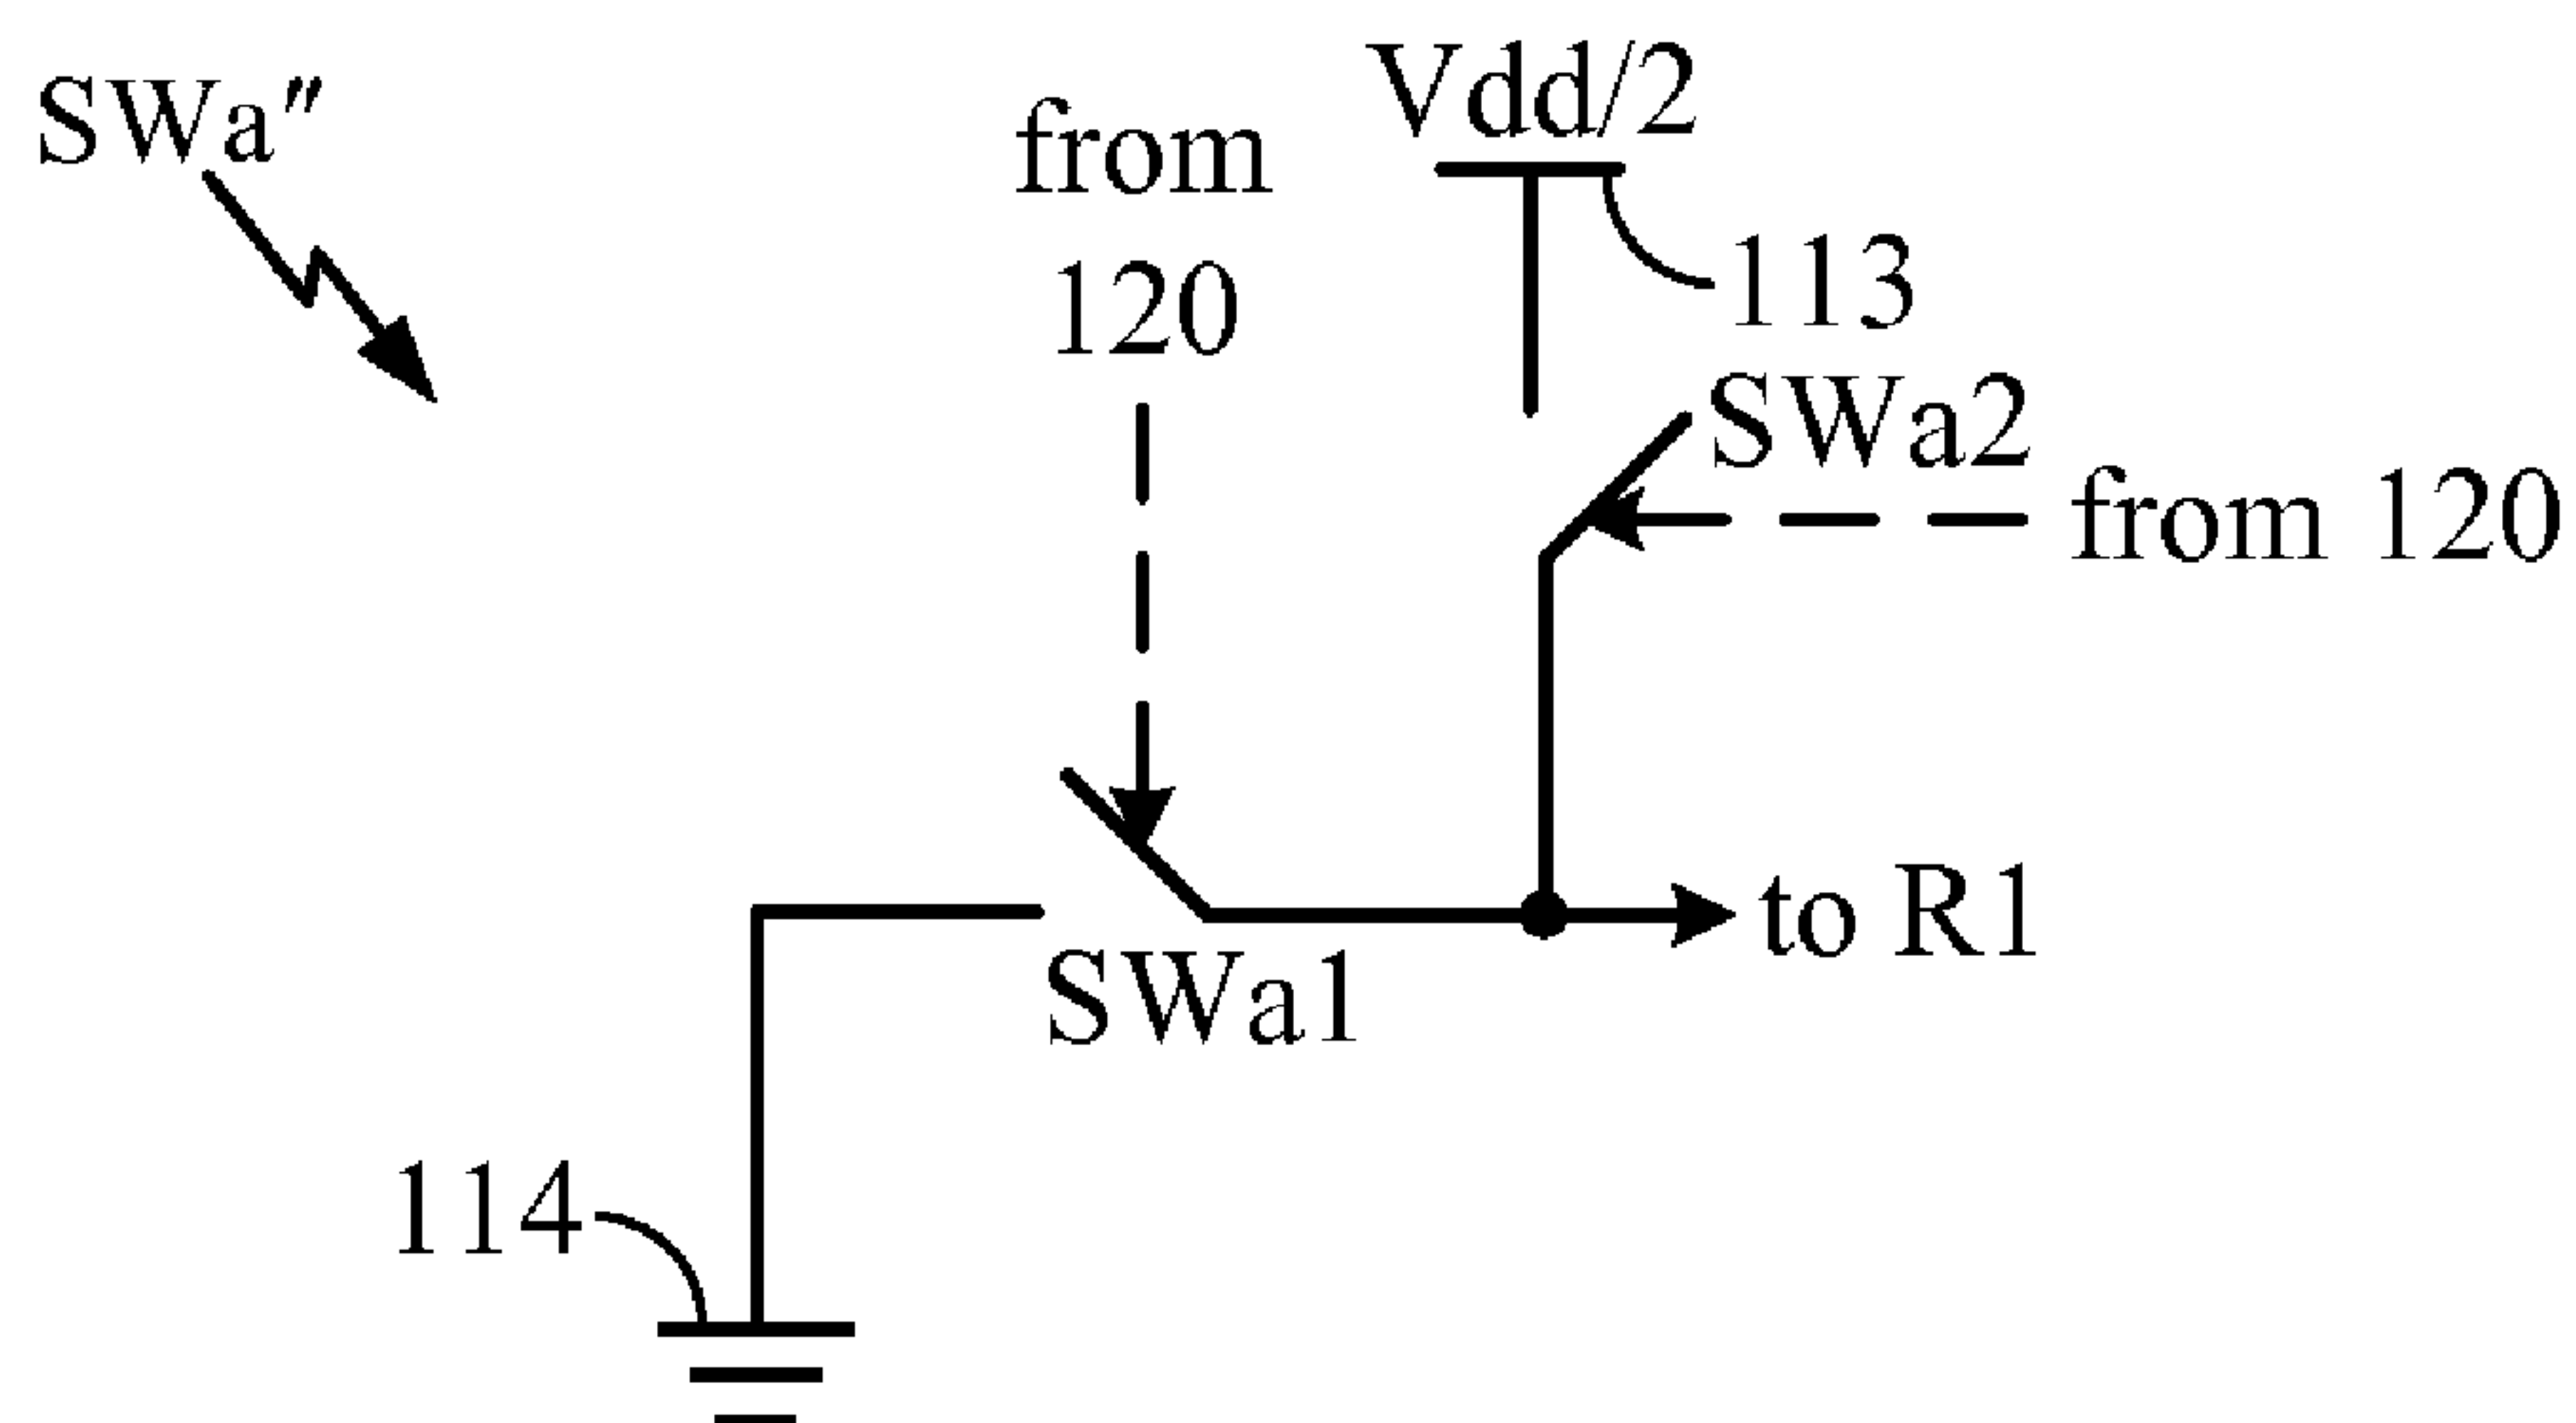 SWa″
from
120
Vdd/2
113
SWa2
from 120
to R1
SWa1
114